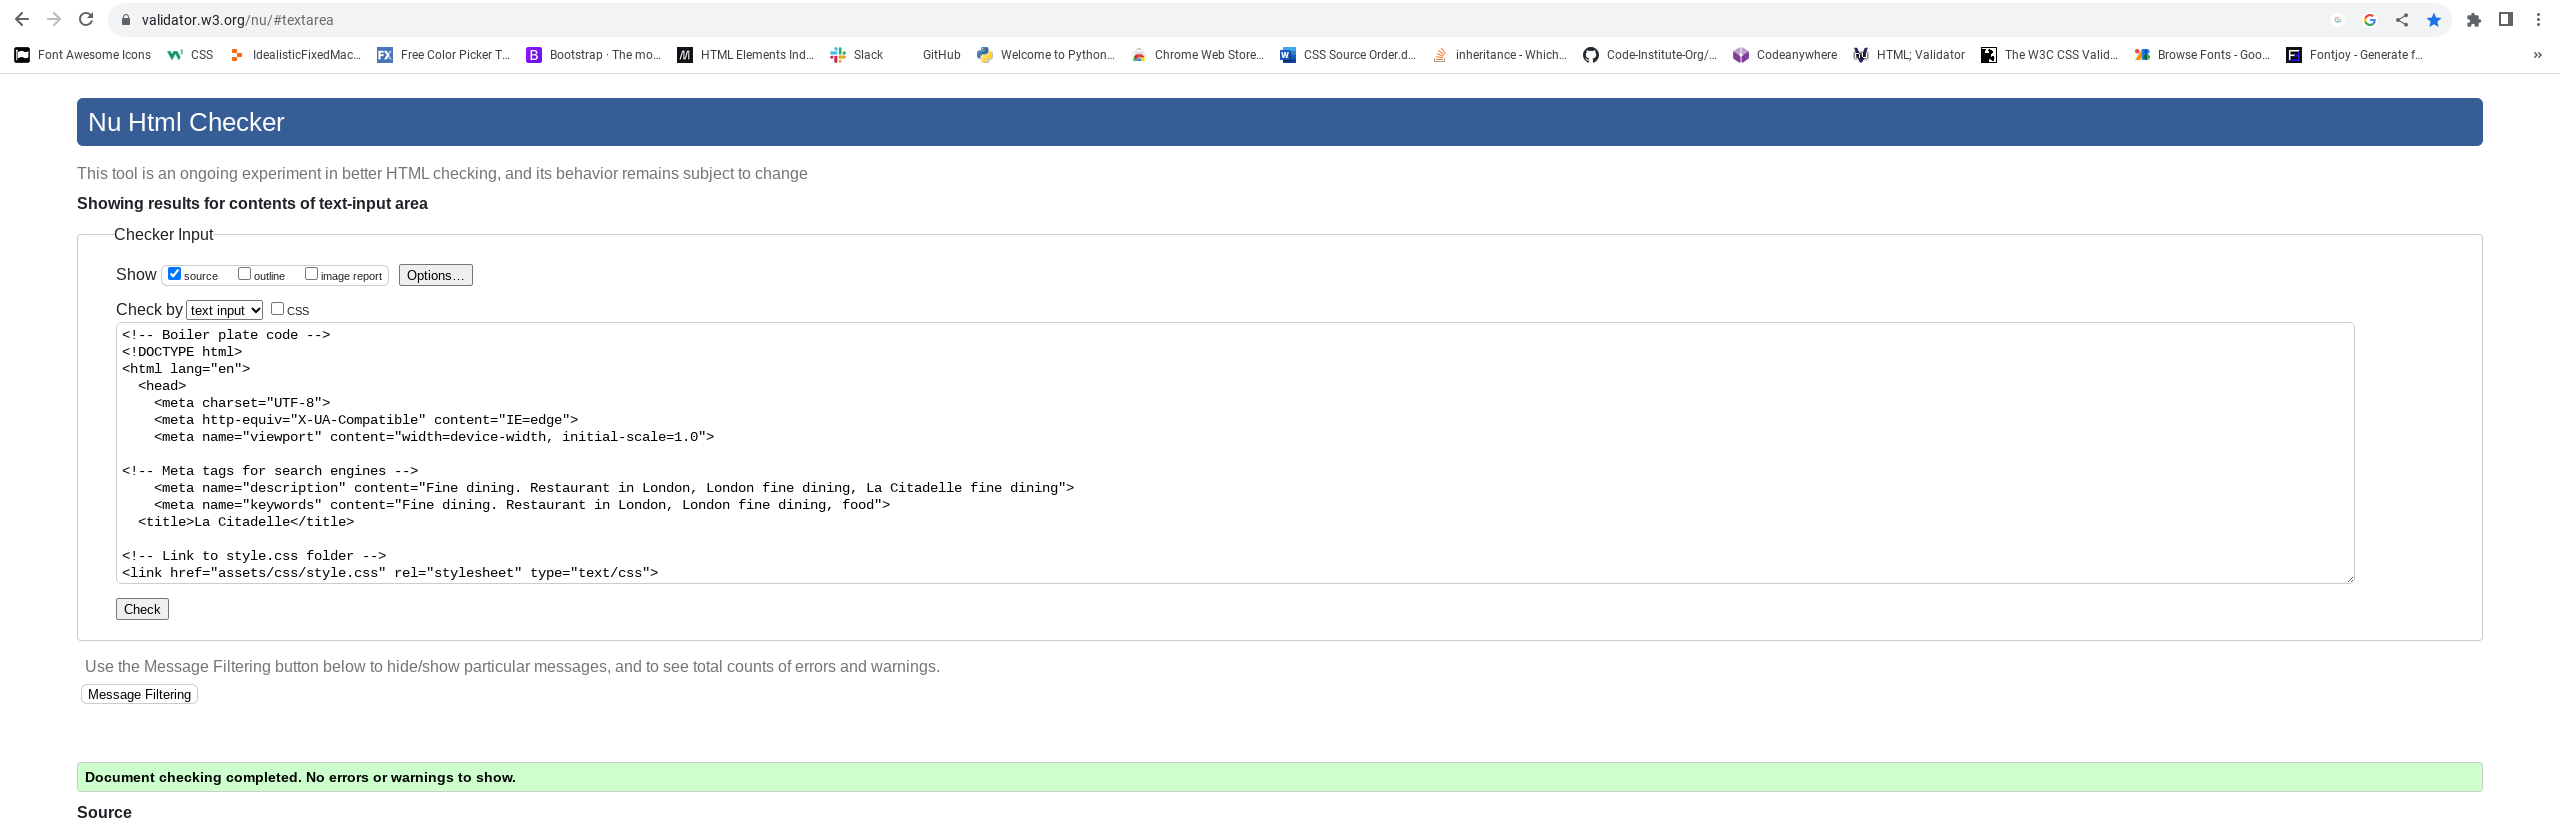 validator.w3.org/nu/#textarea
Font Awesome Icons CSS IdealisticFixedMac... Free Color Picker T... Bootstrap · The mo... HTML Elements Ind... Slack GitHub Welcome to Python... Chrome Web Store... CSS Source Order.d... inheritance - Which... Code-Institute-Org/... Codeanywhere HTML; Validator The W3C CSS Valid... Browse Fonts - Goo... Fontjoy - Generate f... »
Nu Html Checker
This tool is an ongoing experiment in better HTML checking, and its behavior remains subject to change
Showing results for contents of text-input area
Checker Input
Show source outline image report Options...
Check by text input CSS
<!-- Boiler plate code -->
<!DOCTYPE html>
<html lang="en">
  <head>
    <meta charset="UTF-8">
    <meta http-equiv="X-UA-Compatible" content="IE=edge">
    <meta name="viewport" content="width=device-width, initial-scale=1.0">
<!-- Meta tags for search engines -->
    <meta name="description" content="Fine dining. Restaurant in London, London fine dining, La Citadelle fine dining">
    <meta name="keywords" content="Fine dining. Restaurant in London, London fine dining, food">
  <title>La Citadelle</title>
<!-- Link to style.css folder -->
<link href="assets/css/style.css" rel="stylesheet" type="text/css">
Check
Use the Message Filtering button below to hide/show particular messages, and to see total counts of errors and warnings.
Message Filtering
Document checking completed. No errors or warnings to show.
Source